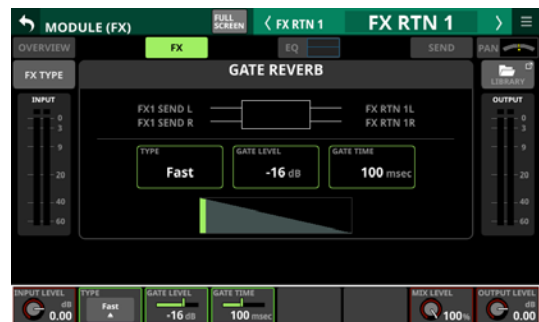 MODULE (FX)
FULL SCREEN
FX RTN 1
FX RTN 1
OVERVIEW
FX
EQ
SEND
PAN
FX TYPE
GATE REVERB
LIBRARY
INPUT
OUTPUT
FX1 SEND L
FX RTN 1L
FX1 SEND R
FX RTN 1R
0
3
9
20
40
60
0
3
9
20
40
60
TYPE
Fast
GATE LEVEL
-16 dB
GATE TIME
100 msec
INPUT LEVEL
dB
0.00
TYPE
Fast
GATE LEVEL
-16 dB
GATE TIME
100 msec
MIX LEVEL
100%
OUTPUT LEVEL
dB
0.00